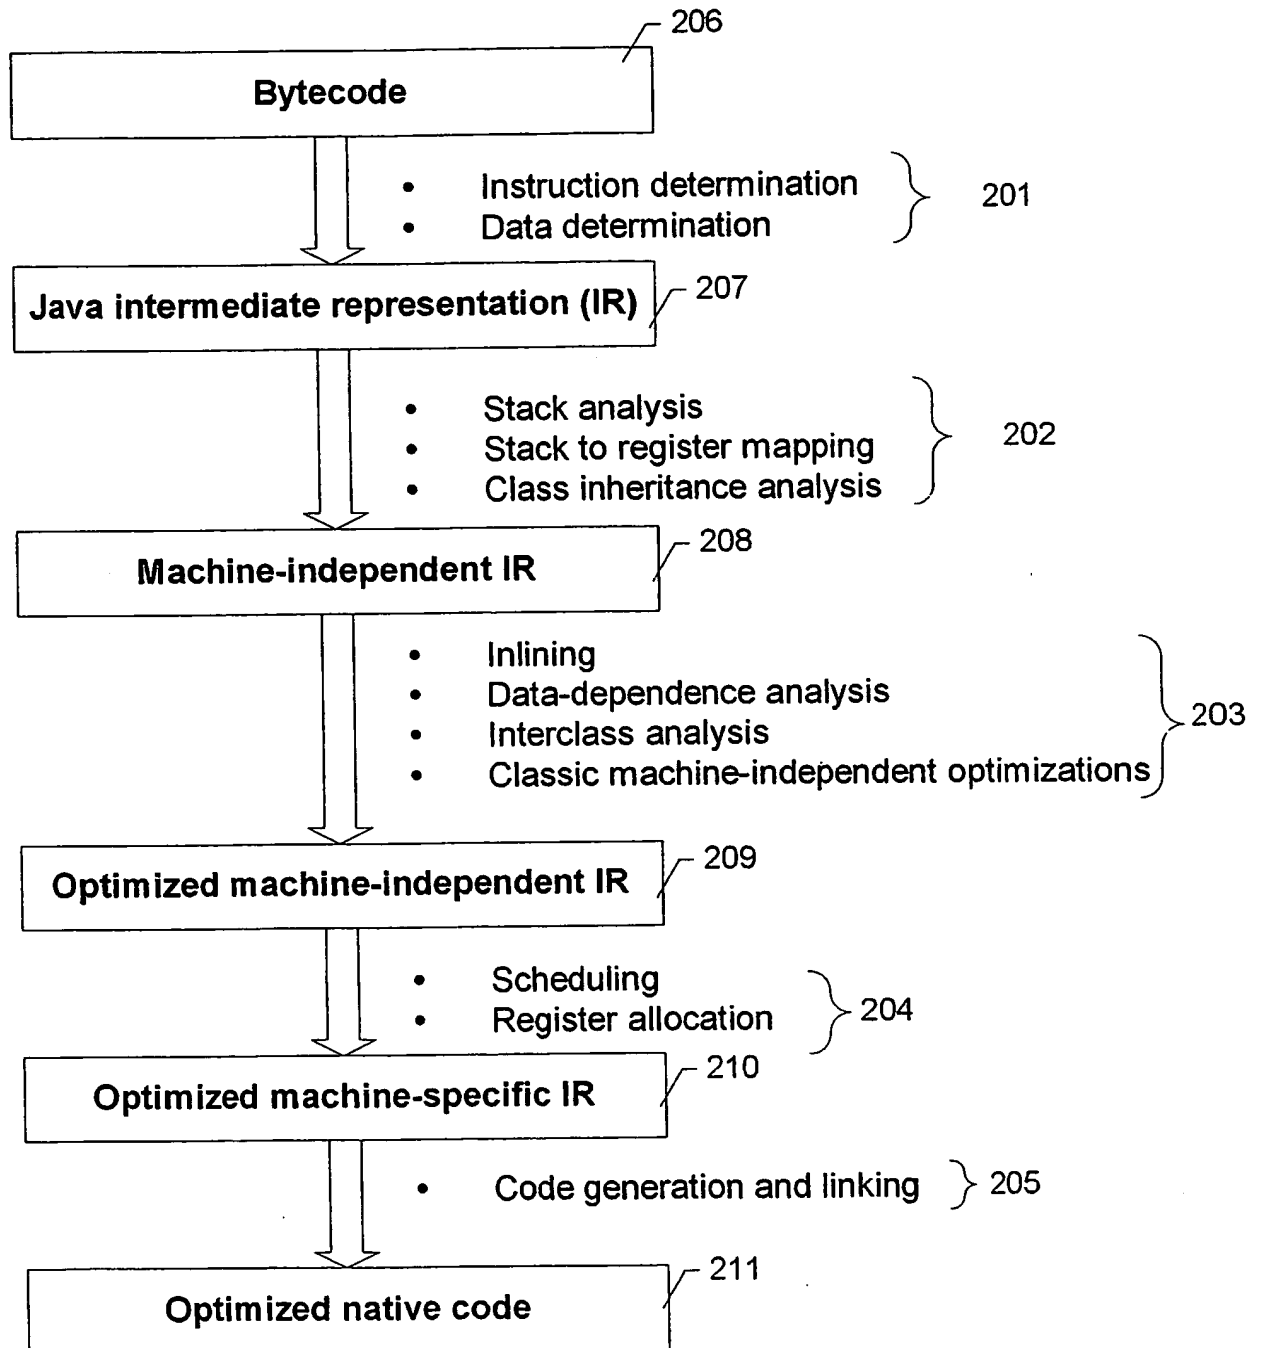 206
Bytecode
• Instruction determination
• Data determination
201
Java intermediate representation (IR)
207
• Stack analysis
• Stack to register mapping
• Class inheritance analysis
202
208
Machine-independent IR
• Inlining
• Data-dependence analysis
• Interclass analysis
• Classic machine-independent optimizations
203
209
Optimized machine-independent IR
• Scheduling
• Register allocation
204
210
Optimized machine-specific IR
• Code generation and linking
205
211
Optimized native code